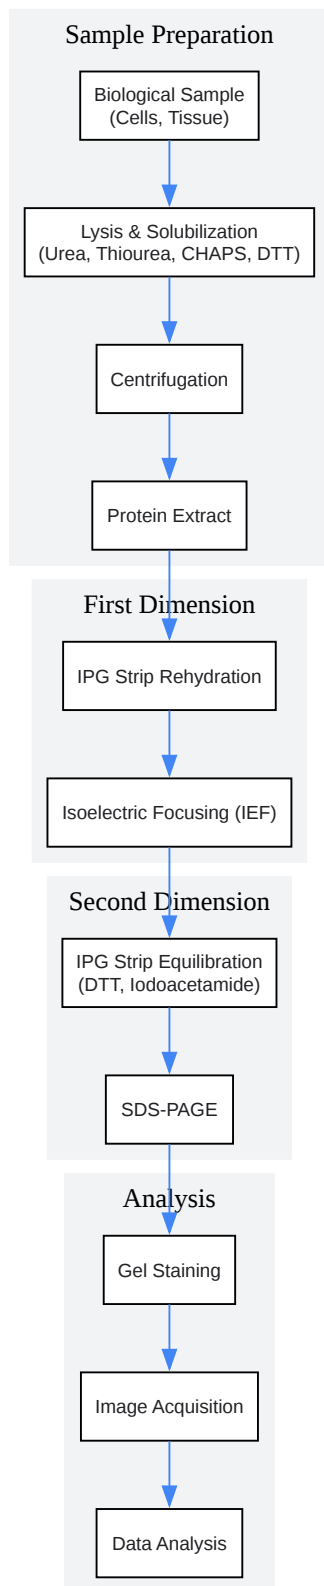 Sample Preparation
Biological Sample
(Cells, Tissue)
Lysis & Solubilization
(Urea, Thiourea, CHAPS, DTT)
Centrifugation
Protein Extract
First Dimension
IPG Strip Rehydration
Isoelectric Focusing (IEF)
Second Dimension
IPG Strip Equilibration
(DTT, Iodoacetamide)
SDS-PAGE
Analysis
Gel Staining
Image Acquisition
Data Analysis